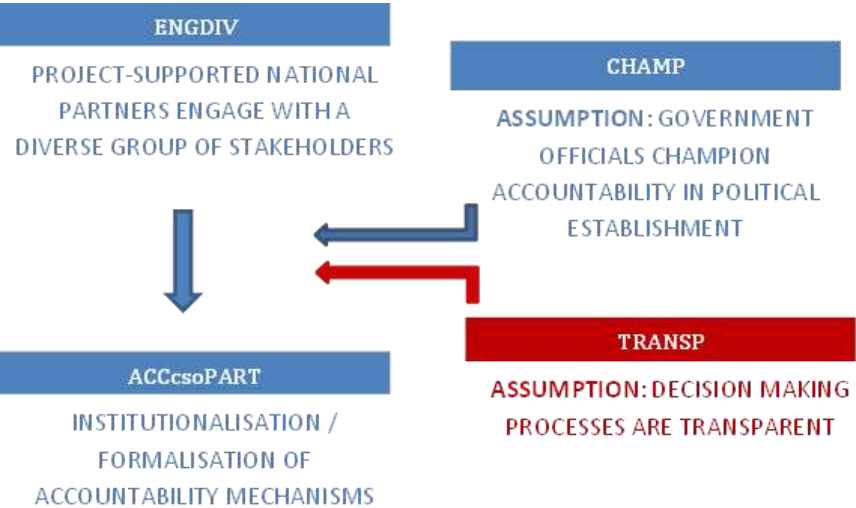 ENGDIV
PROJECT-SUPPORTED NATIONAL
PARTNERS ENGAGE WITH A
DIVERSE GROUP OF STAKEHOLDERS
CHAMP
ASSUMPTION: GOVERNMENT
OFFICIALS CHAMPION
ACCOUNTABILITY IN POLITICAL
ESTABLISHMENT
TRANSP
ASSUMPTION: DECISION MAKING
PROCESSES ARE TRANSPARENT
ACCcsoPART
INSTITUTIONALISATION /
FORMALISATION OF
ACCOUNTABILITY MECHANISMS